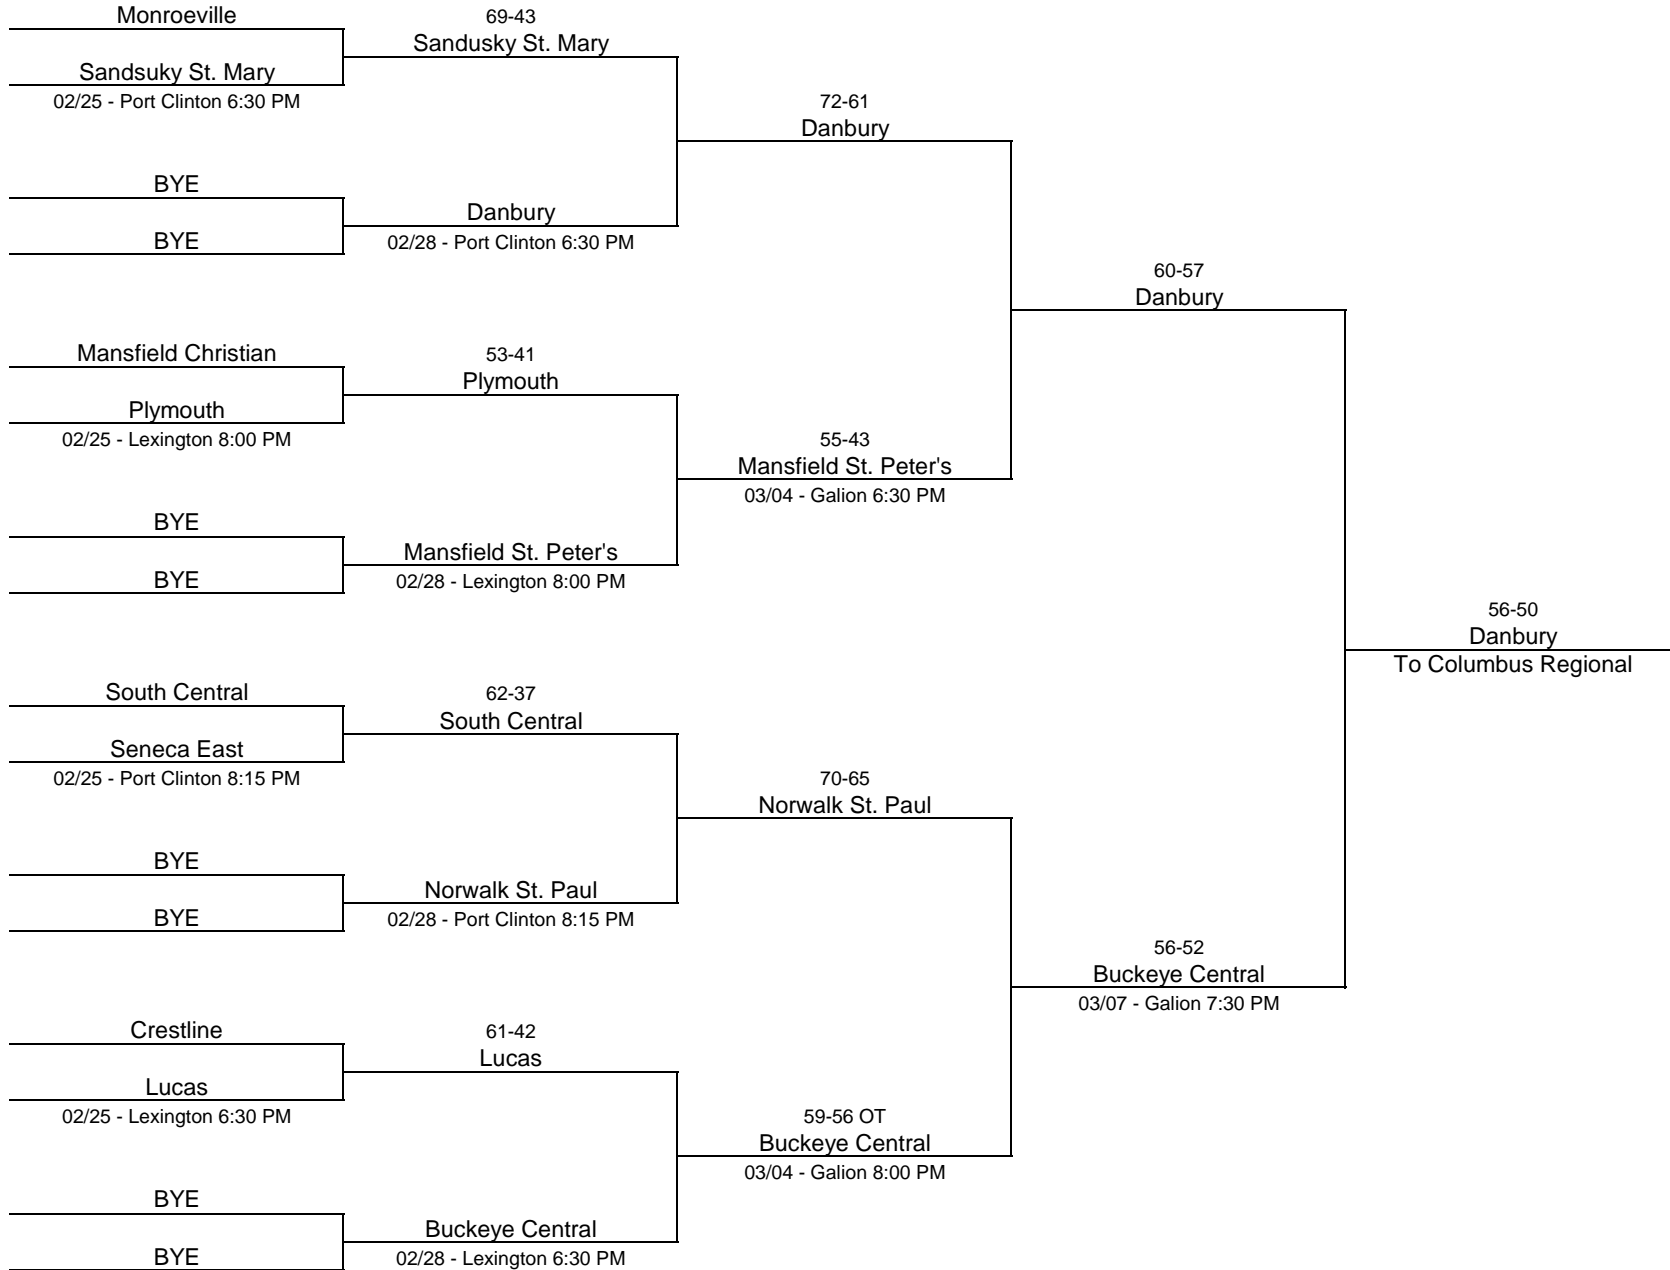 Monroeville
Sandsuky St. Mary
02/25 - Port Clinton 6:30 PM
BYE
BYE
Mansfield Christian
Plymouth
02/25 - Lexington 8:00 PM
BYE
BYE
South Central
Seneca East
02/25 - Port Clinton 8:15 PM
BYE
BYE
Crestline
Lucas
02/25 - Lexington 6:30 PM
BYE
BYE
69-43
Sandusky St. Mary
Danbury
02/28 - Port Clinton 6:30 PM
53-41
Plymouth
Mansfield St. Peter's
02/28 - Lexington 8:00 PM
62-37
South Central
Norwalk St. Paul
02/28 - Port Clinton 8:15 PM
61-42
Lucas
Buckeye Central
02/28 - Lexington 6:30 PM
72-61
Danbury
55-43
Mansfield St. Peter's
03/04 - Galion 6:30 PM
70-65
Norwalk St. Paul
59-56 OT
Buckeye Central
03/04 - Galion 8:00 PM
60-57
Danbury
56-52
Buckeye Central
03/07 - Galion 7:30 PM
56-50
Danbury
To Columbus Regional